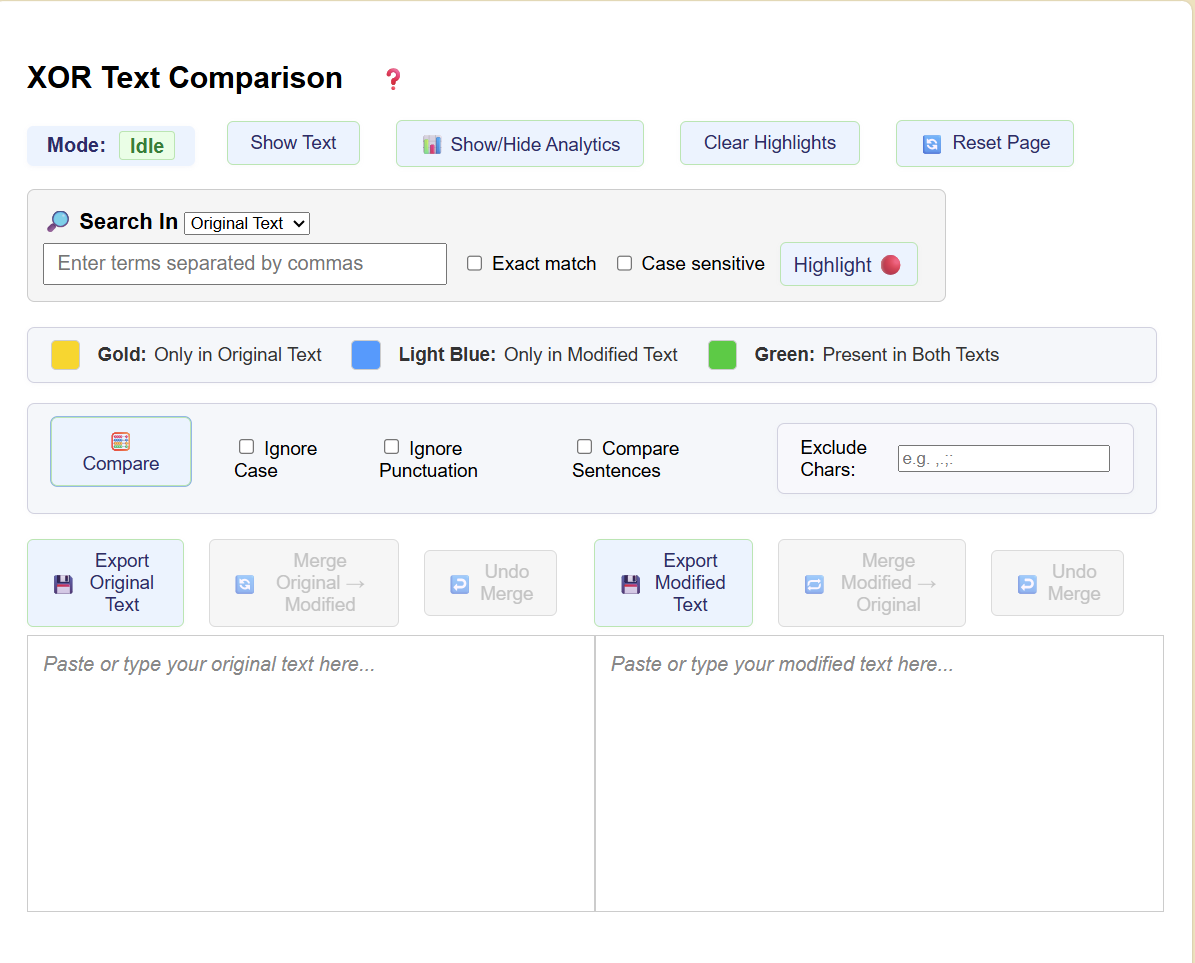 XOR Text Comparison ❓
Mode: Idle Show Text Show/Hide Analytics Clear Highlights Reset Page
Search In Original Text
Enter terms separated by commas Exact match Case sensitive Highlight
Gold: Only in Original Text Light Blue: Only in Modified Text Green: Present in Both Texts
Compare
Ignore
Case
Ignore
Punctuation
Compare
Sentences
Exclude
Chars:
e.g. ,.;:
Export
Original
Text
Merge
Original →
Modified
Undo
Merge
Export
Modified
Text
Merge
Modified →
Original
Undo
Merge
Paste or type your original text here...
Paste or type your modified text here...